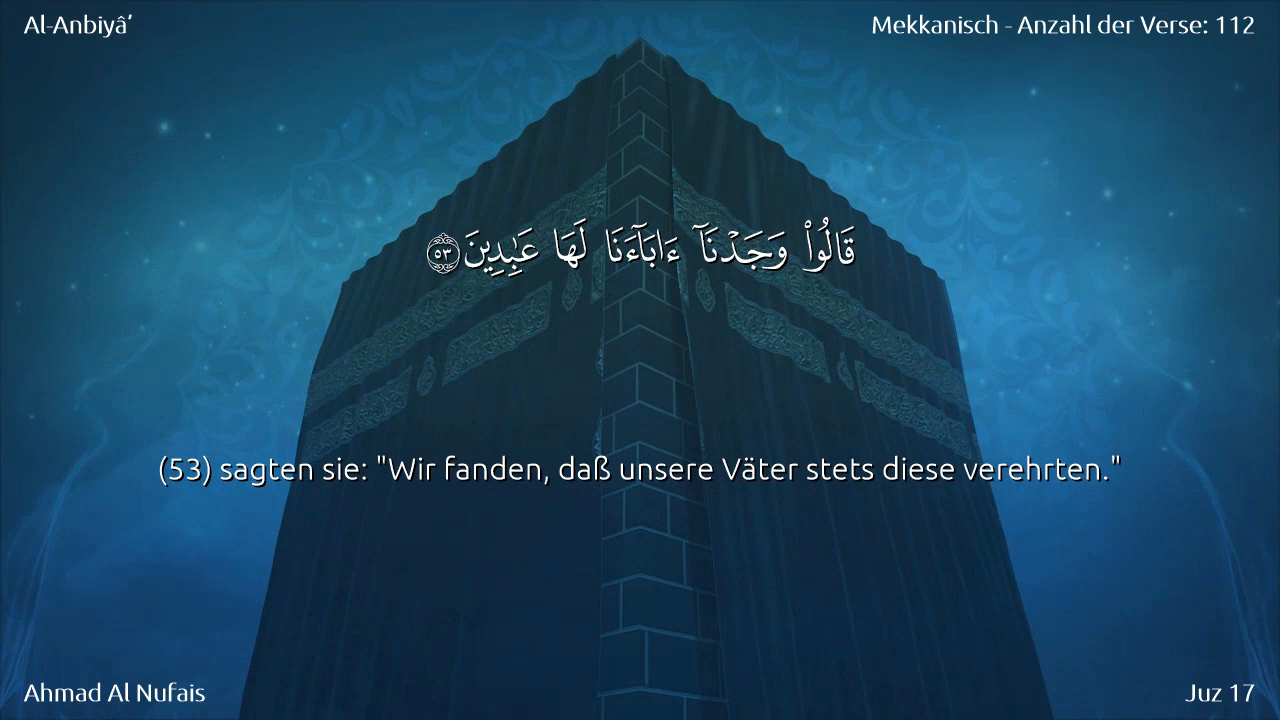 Al-Anbiyâ’
Mekkanisch - Anzahl der Verse: 112
قَالُوا۟ وَجَدْنَآ ءَابَآءَنَا لَهَا عَـٰبِدِينَ ٥٣
(53) sagten sie: "Wir fanden, daß unsere Väter stets diese verehrten."
Ahmad Al Nufais
Juz 17